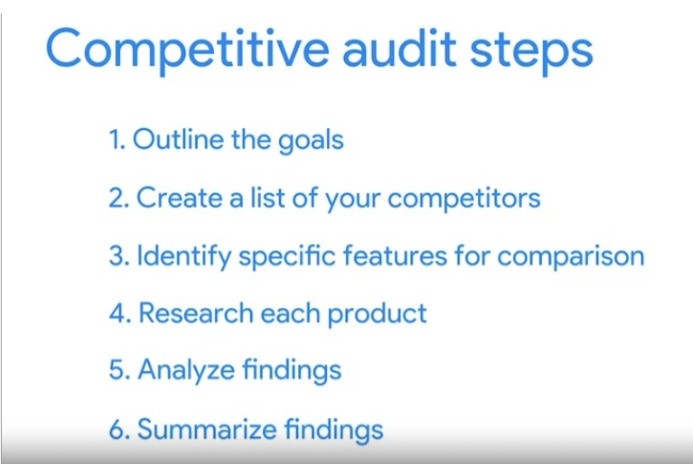 Competitive audit steps
1. Outline the goals
2. Create a list of your competitors
3. Identify specific features for comparison
4. Research each product
5. Analyze findings
6. Summarize findings